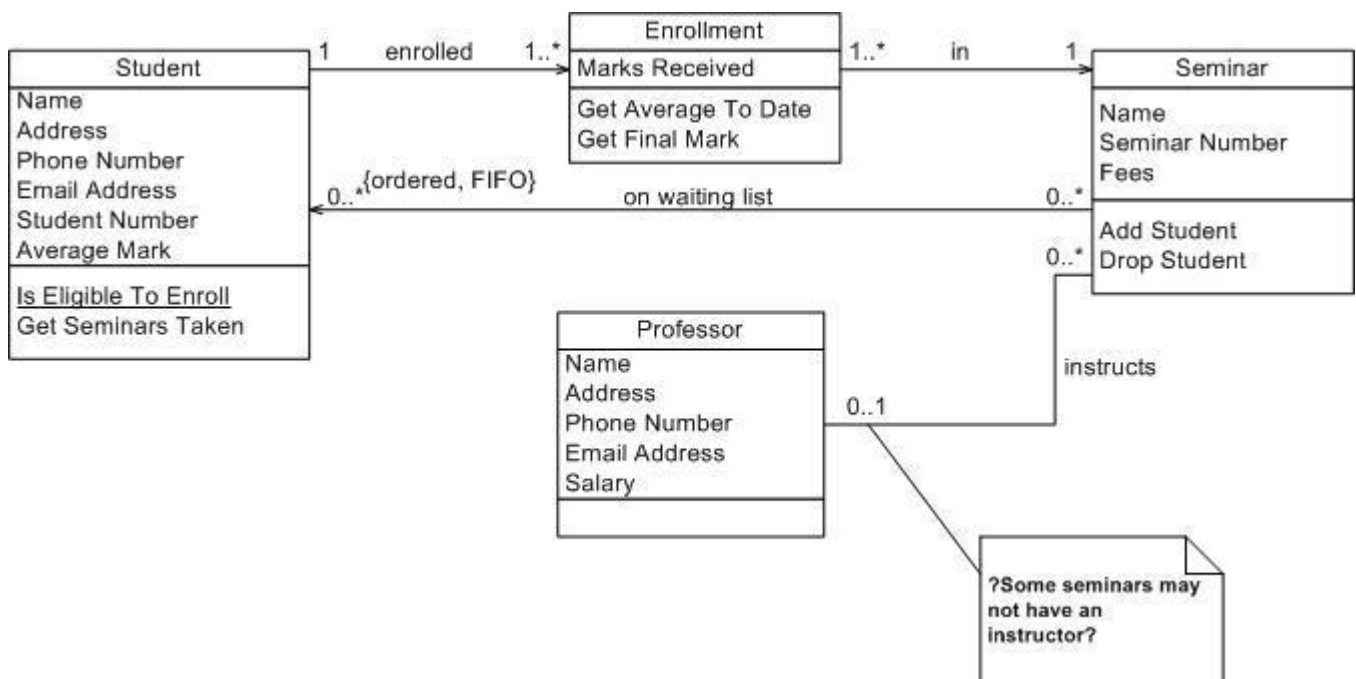 Student
Name
Address
Phone Number
Email Address
Student Number
Average Mark
Is Eligible To Enroll
Get Seminars Taken
1 enrolled 1..*
Enrollment
Marks Received
Get Average To Date
Get Final Mark
1..* in 1
Seminar
Name
Seminar Number
Fees
Add Student
Drop Student
{ordered, FIFO}
0..* on waiting list 0..*
0..*
instructs
0..1
Professor
Name
Address
Phone Number
Email Address
Salary
?Some seminars may
not have an
instructor?